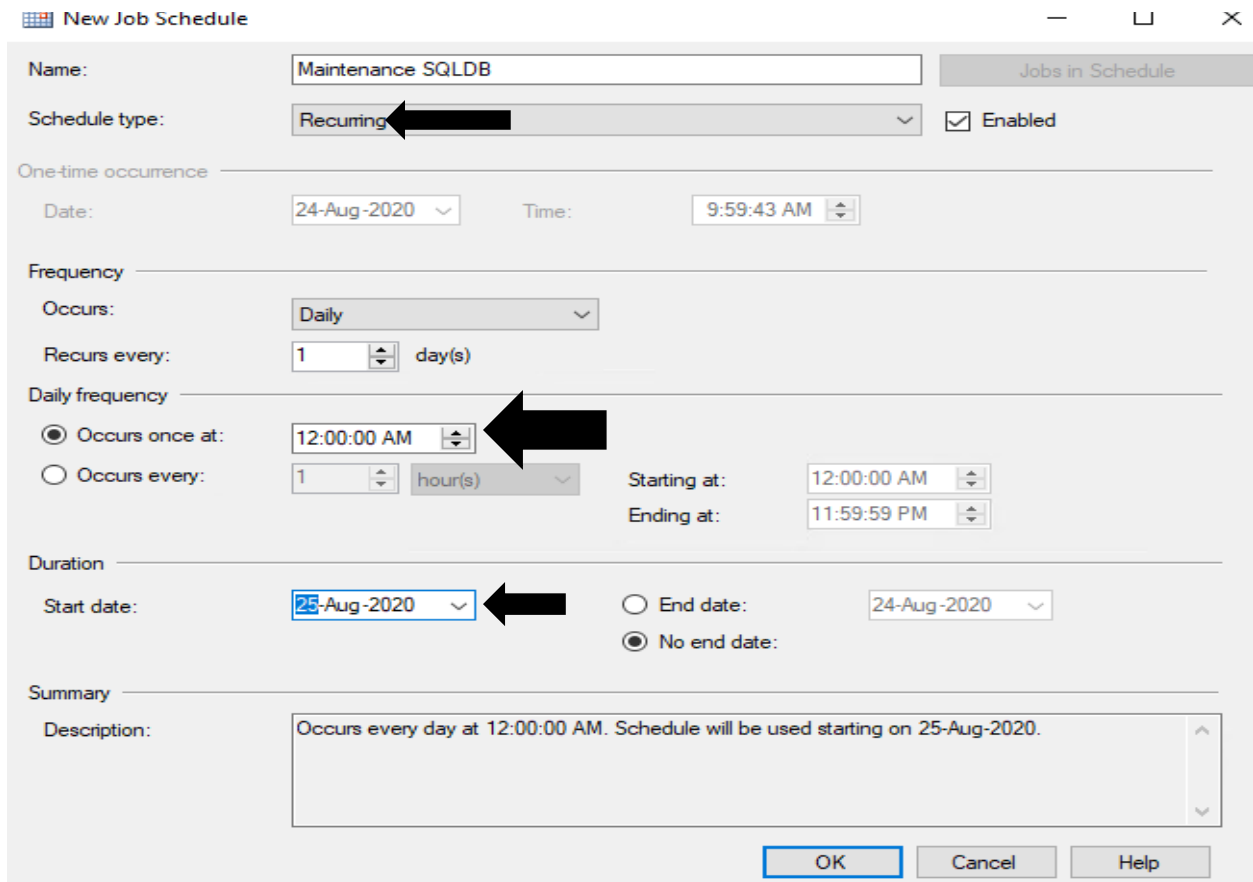 New Job Schedule
Name: Maintenance SQLDB Jobs in Schedule
Schedule type: Recurring Enabled
One-time occurrence
Date: 24-Aug-2020 Time: 9:59:43 AM
Frequency
Occurs: Daily
Recurs every: 1 day(s)
Daily frequency
Occurs once at: 12:00:00 AM
Occurs every: 1 hour(s) Starting at: 12:00:00 AM
Ending at: 11:59:59 PM
Duration
Start date: 25-Aug-2020 End date: 24-Aug-2020
No end date:
Summary
Description: Occurs every day at 12:00:00 AM. Schedule will be used starting on 25-Aug-2020.
OK Cancel Help